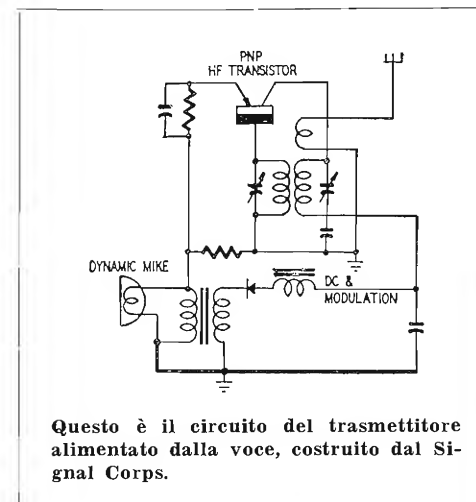 PNP
HF TRANSISTOR
DYNAMIC MIKE
DC &
MODULATION
Questo è il circuito del trasmettitore
alimentato dalla voce, costruito dal Si-
gnal Corps.